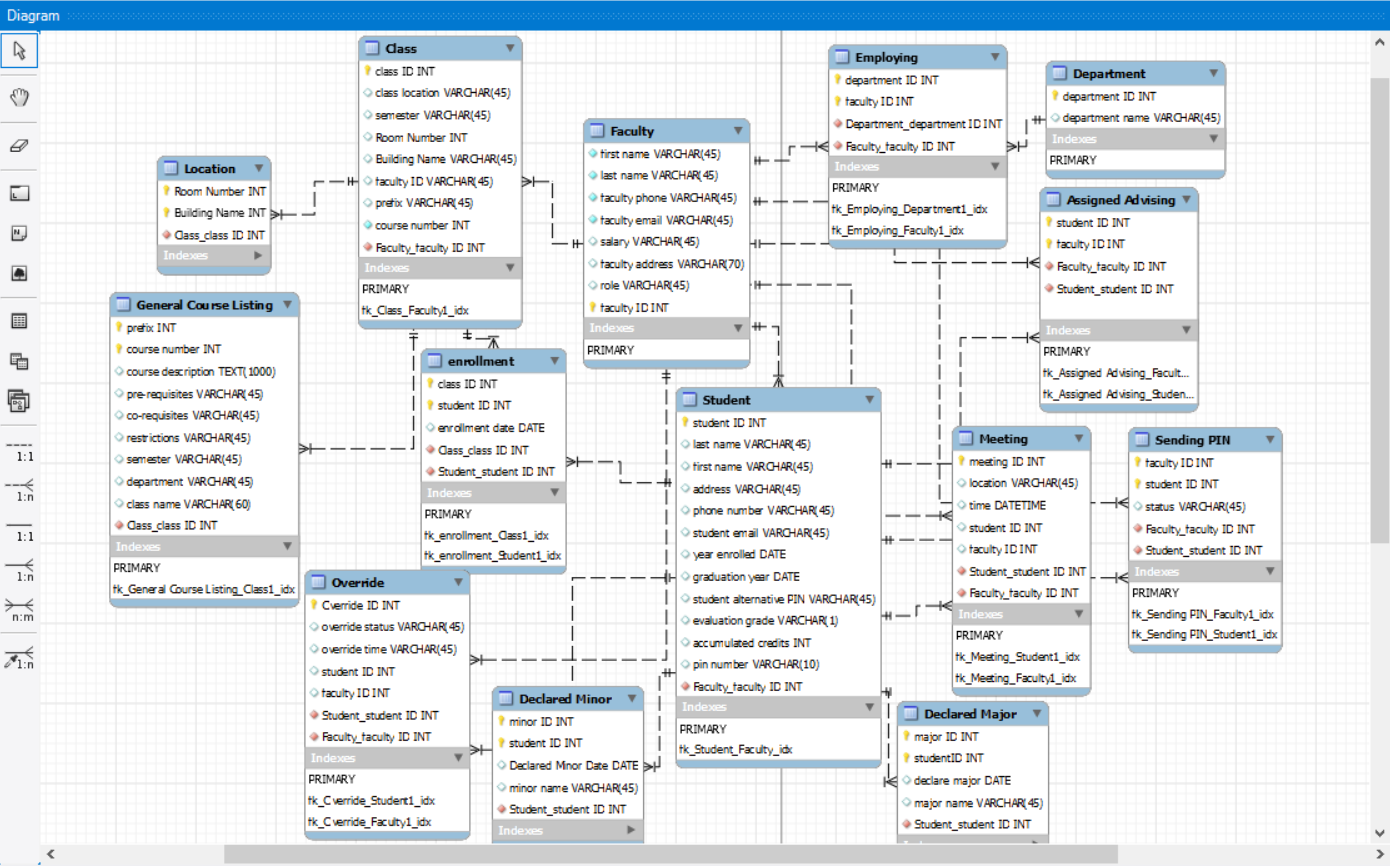 Diagram
1:1
1:n
1:1
1:n
n:m
1:n
Class
class ID INT
class location VARCHAR(45)
semester VARCHAR(45)
Room Number INT
Building Name VARCHAR(45)
faculty ID VARCHAR(45)
prefix VARCHAR(45)
course number INT
Faculty_faculty ID INT
Indexes
PRIMARY
fk_Class_Faculty1_idx
Location
Room Number INT
Building Name INT
Class_class ID INT
Indexes
General Course Listing
prefix INT
course number INT
course description TEXT(1000)
pre-requisites VARCHAR(45)
co-requisites VARCHAR(45)
restrictions VARCHAR(45)
semester VARCHAR(45)
department VARCHAR(45)
class name VARCHAR(60)
Class_class ID INT
Indexes
PRIMARY
fk_General Course Listing_Class1_idx
enrollment
class ID INT
student ID INT
enrollment date DATE
Class_class ID INT
Student_student ID INT
Indexes
PRIMARY
fk_enrollment_Class1_idx
fk_enrollment_Student1_idx
Faculty
first name VARCHAR(45)
last name VARCHAR(45)
faculty phone VARCHAR(45)
faculty email VARCHAR(45)
salary VARCHAR(45)
faculty address VARCHAR(70)
role VARCHAR(45)
faculty ID INT
Indexes
PRIMARY
Employing
department ID INT
faculty ID INT
Department_department ID INT
Faculty_faculty ID INT
Indexes
PRIMARY
fk_Employing_Department1_idx
fk_Employing_Faculty1_idx
Department
department ID INT
department name VARCHAR(45)
Indexes
PRIMARY
Assigned Advising
student ID INT
faculty ID INT
Faculty_faculty ID INT
Student_student ID INT
Indexes
PRIMARY
fk_Assigned Advising_Facult...
fk_Assigned Advising_Studen...
Student
student ID INT
last name VARCHAR(45)
first name VARCHAR(45)
address VARCHAR(45)
phone number VARCHAR(45)
student email VARCHAR(45)
year enrolled DATE
graduation year DATE
student alternative PIN VARCHAR(45)
evaluation grade VARCHAR(1)
accumulated credits INT
pin number VARCHAR(10)
Faculty_faculty ID INT
Indexes
PRIMARY
fk_Student_Faculty_idx
Meeting
meeting ID INT
location VARCHAR(45)
time DATETIME
student ID INT
faculty ID INT
Student_student ID INT
Faculty_faculty ID INT
Indexes
PRIMARY
fk_Meeting_Student1_idx
fk_Meeting_Faculty1_idx
Sending PIN
faculty ID INT
student ID INT
status VARCHAR(45)
Faculty_faculty ID INT
Student_student ID INT
Indexes
PRIMARY
fk_Sending PIN_Faculty1_idx
fk_Sending PIN_Student1_idx
Override
Override ID INT
override status VARCHAR(45)
override time VARCHAR(45)
student ID INT
faculty ID INT
Student_student ID INT
Faculty_faculty ID INT
Indexes
PRIMARY
fk_Override_Student1_idx
fk_Override_Faculty1_idx
Declared Minor
minor ID INT
student ID INT
Declared Minor Date DATE
minor name VARCHAR(45)
Student_student ID INT
Indexes
Declared Major
major ID INT
studentID INT
declare major DATE
major name VARCHAR(45)
Student_student ID INT